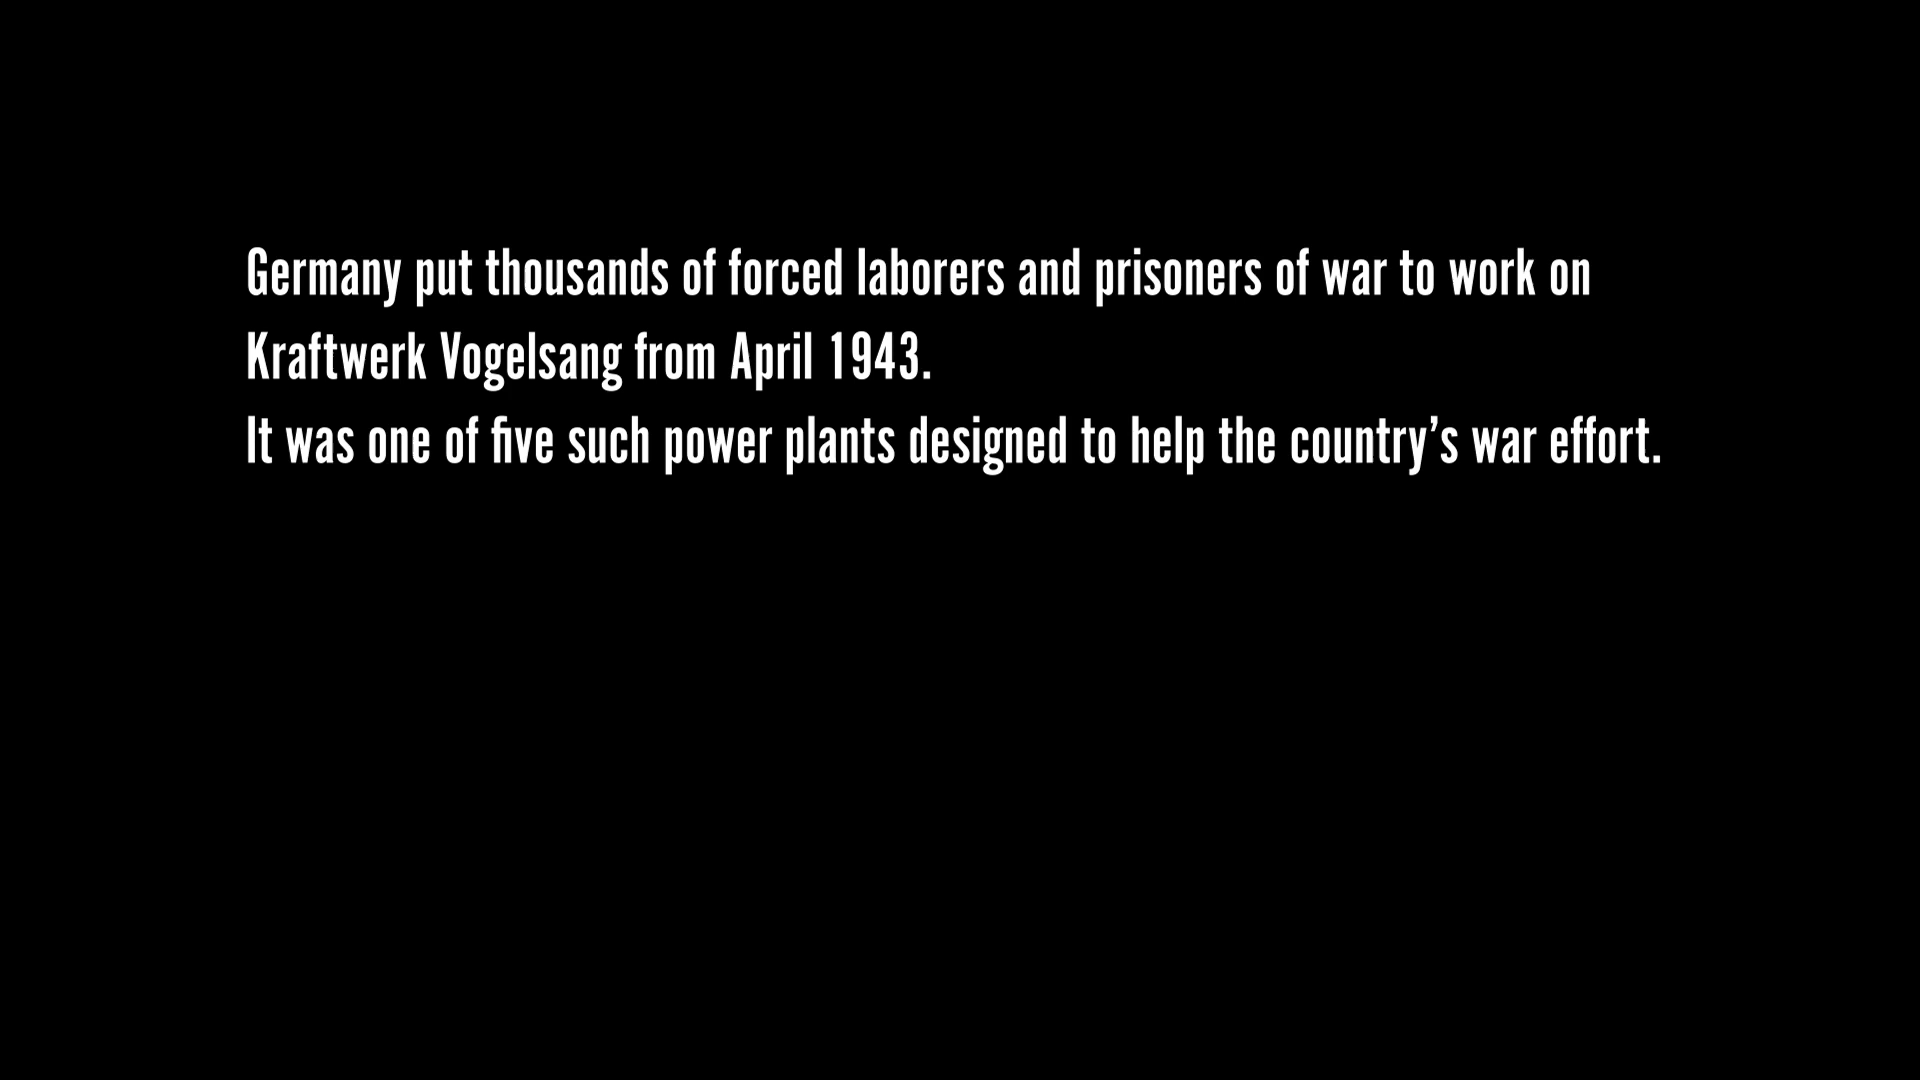 Germany put thousands of forced laborers and prisoners of war to work on
Kraftwerk Vogelsang from April 1943.
It was one of five such power plants designed to help the country’s war effort.